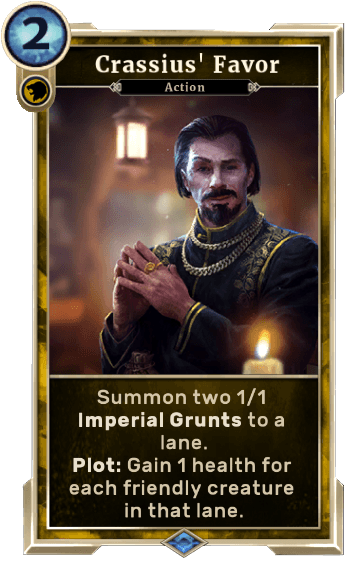 2
Crassius' Favor
Action
Summon two 1/1
Imperial Grunts to a
lane.
Plot: Gain 1 health for
each friendly creature
in that lane.